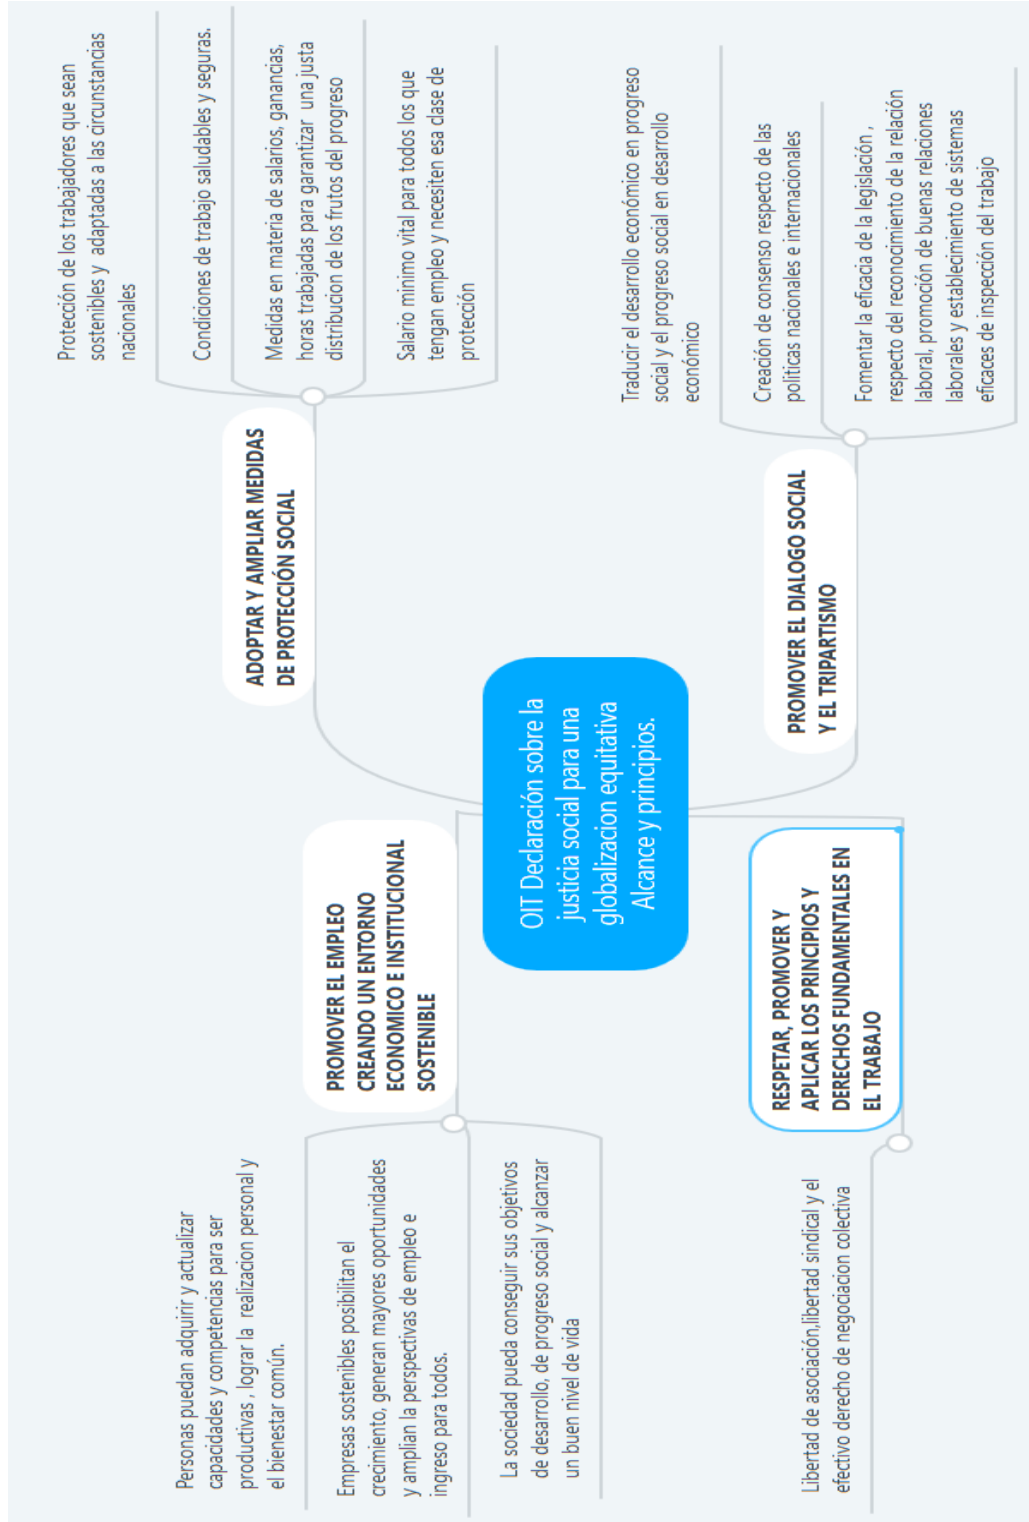 OIT Declaración sobre la
justicia social para una
globalizacion equitativa
Alcance y principios.
PROMOVER EL EMPLEO
CREANDO UN ENTORNO
ECONOMICO E INSTITUCIONAL
SOSTENIBLE
Personas puedan adquirir y actualizar
capacidades y competencias para ser
productivas , lograr la realizacion personal y
el bienestar común.
Empresas sostenibles posibilitan el
crecimiento, generan mayores oportunidades
y amplian la perspectivas de empleo e
ingreso para todos.
La sociedad pueda conseguir sus objetivos
de desarrollo, de progreso social y alcanzar
un buen nivel de vida
ADOPTAR Y AMPLIAR MEDIDAS
DE PROTECCIÓN SOCIAL
Protección de los trabajadores que sean
sostenibles y adaptadas a las circunstancias
nacionales
Condiciones de trabajo saludables y seguras.
Medidas en materia de salarios, ganancias,
horas trabajadas para garantizar una justa
distribucion de los frutos del progreso
Salario minimo vital para todos los que
tengan empleo y necesiten esa clase de
protección
RESPETAR, PROMOVER Y
APLICAR LOS PRINCIPIOS Y
DERECHOS FUNDAMENTALES EN
EL TRABAJO
Libertad de asociación,libertad sindical y el
efectivo derecho de negociacion colectiva
PROMOVER EL DIALOGO SOCIAL
Y EL TRIPARTISMO
Traducir el desarrollo económico en progreso
social y el progreso social en desarrollo
económico
Creación de consenso respecto de las
politicas nacionales e internacionales
Fomentar la eficacia de la legislación ,
respecto del reconocimiento de la relación
laboral, promoción de buenas relaciones
laborales y establecimiento de sistemas
eficaces de inspección del trabajo